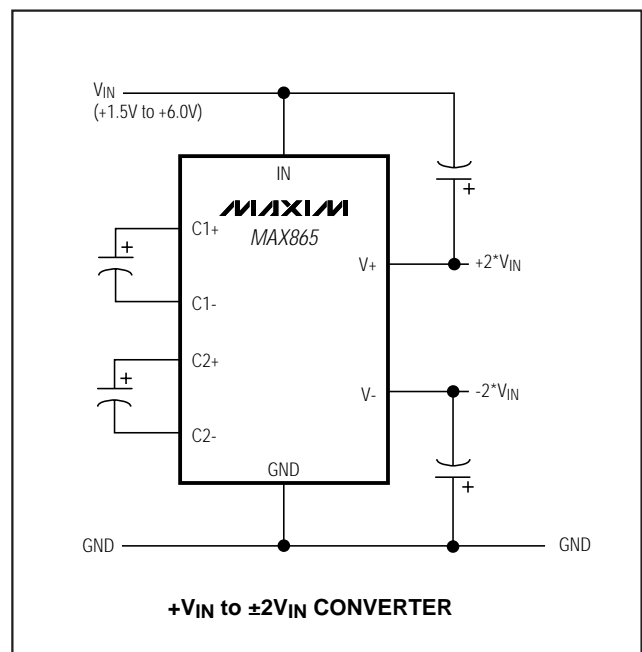 VIN
(+1.5V to +6.0V)
IN
MAXIM
MAX865
C1+
C1-
C2+
C2-
V+
V-
GND
+
+
+
+
+2*VIN
-2*VIN
GND
GND
+VIN to ±2VIN CONVERTER